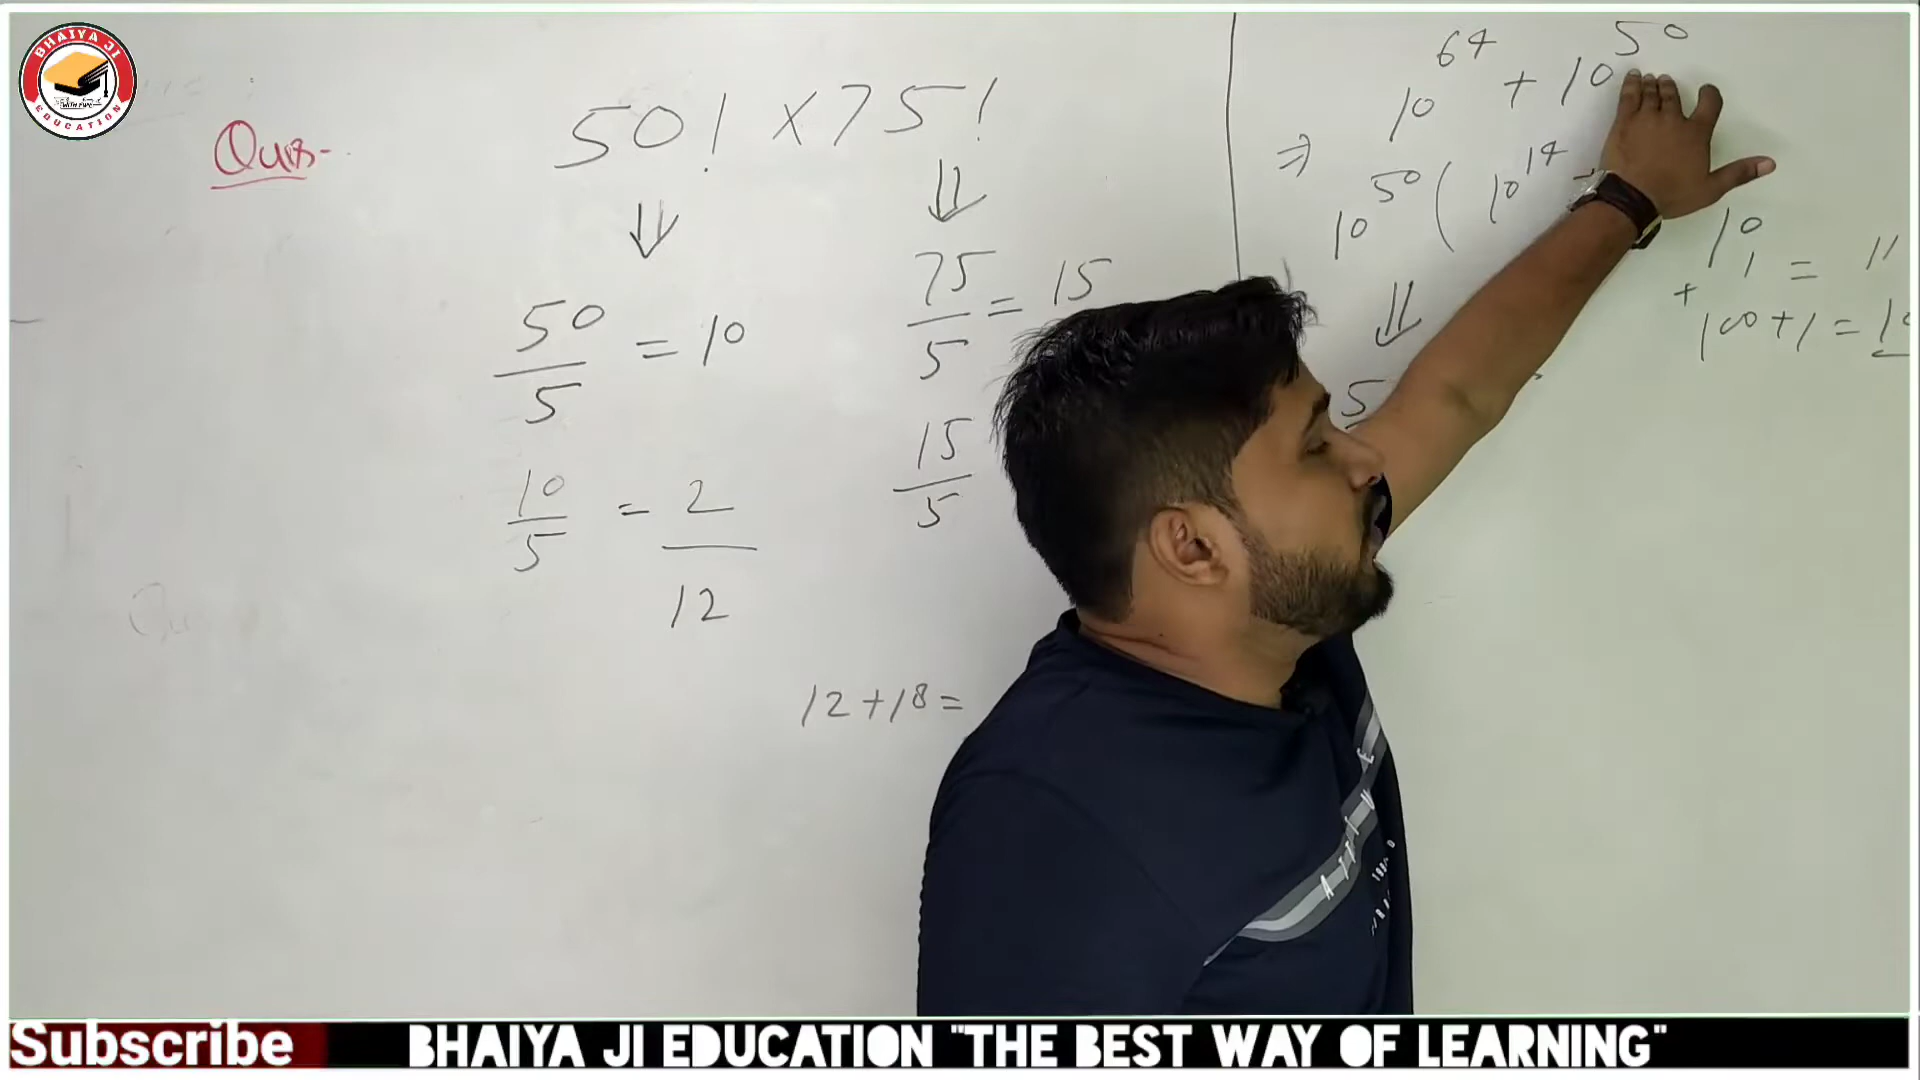 BHAIYA JI
EDUCATION
Ques-
50! × 75!
50/5 = 10
10/5 = 2
12
75/5 = 15
15/5
12+18=
10^64 + 10^50
⇒ 10^50 ( 10^14
5
10
1 = 11
+
100+1 =
Subscribe
BHAIYA JI EDUCATION "THE BEST WAY OF LEARNING"